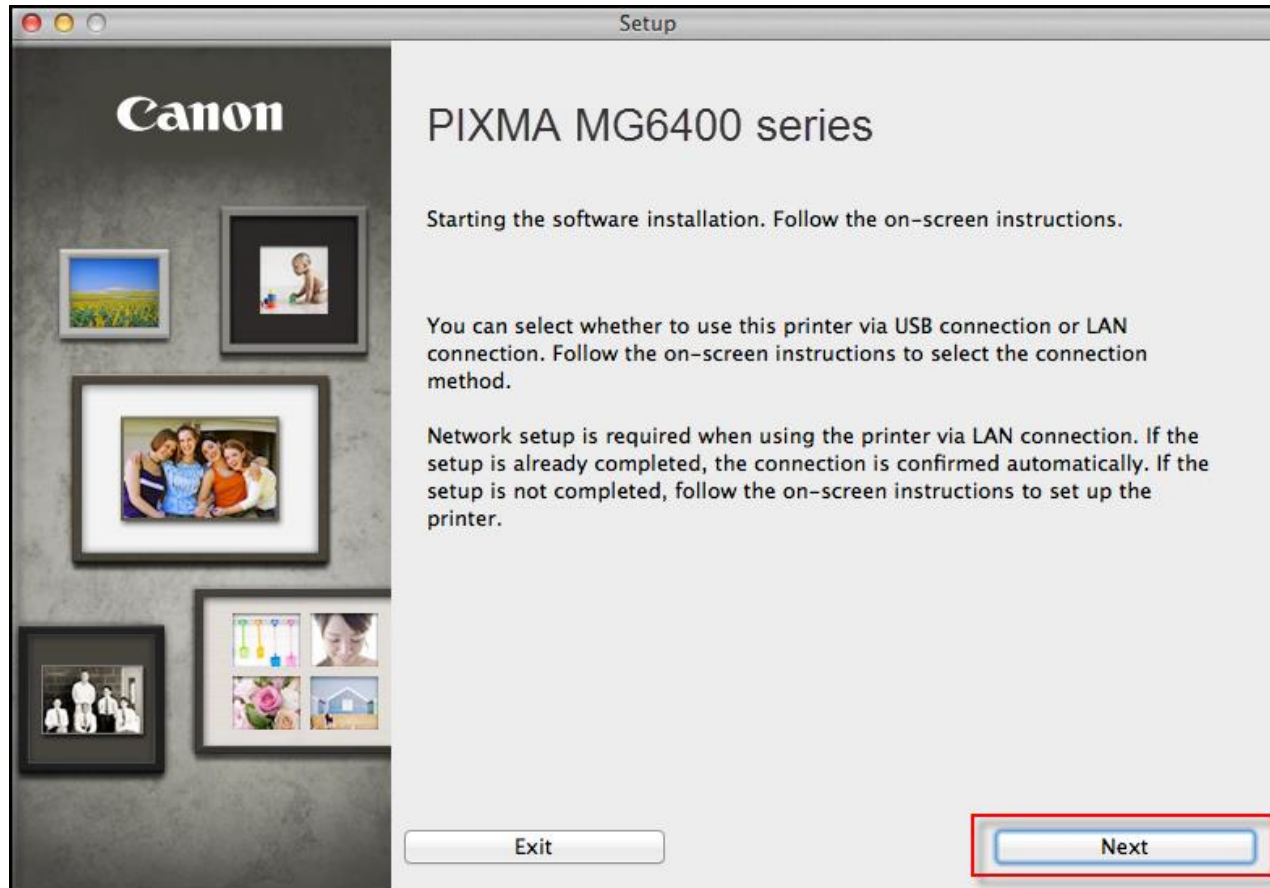 Setup
Canon
PIXMA MG6400 series
Starting the software installation. Follow the on-screen instructions.
You can select whether to use this printer via USB connection or LAN
connection. Follow the on-screen instructions to select the connection
method.
Network setup is required when using the printer via LAN connection. If the
setup is already completed, the connection is confirmed automatically. If the
setup is not completed, follow the on-screen instructions to set up the
printer.
Exit
Next